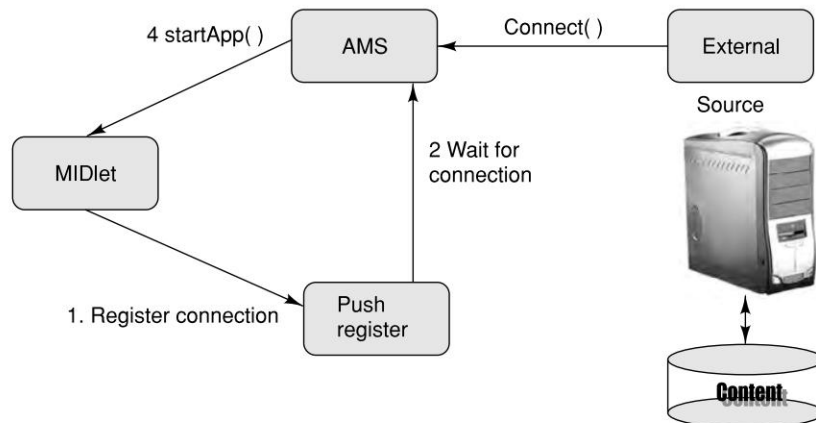 4 startApp( )
AMS
Connect( )
External
Source
MIDlet
2 Wait for
connection
1. Register connection
Push
register
Content